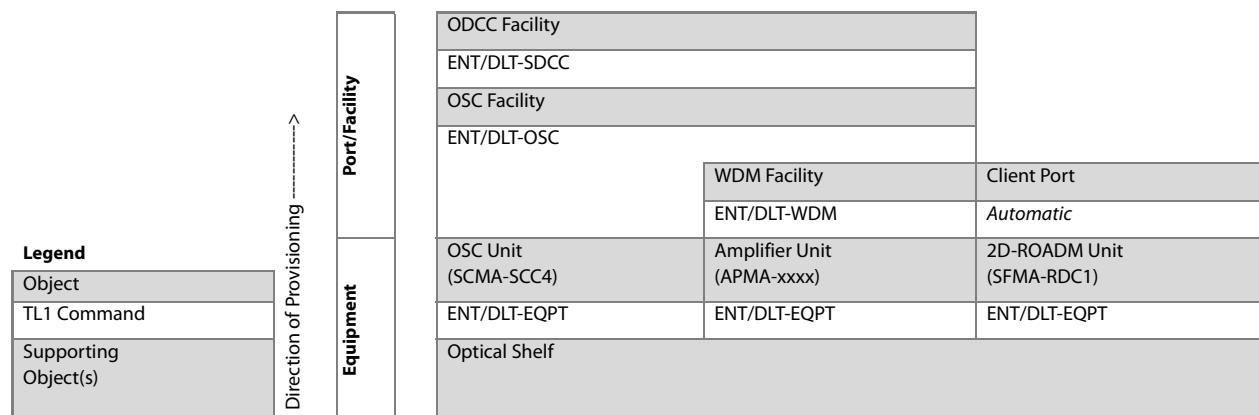 ODCC Facility
ENT/DLT-SDCC
OSC Facility
ENT/DLT-OSC
WDM Facility
Client Port
ENT/DLT-WDM
Automatic
Port/Facility
Direction of Provisioning ------------->
Legend
Object
TL1 Command
Supporting
Object(s)
Equipment
OSC Unit
(SCMA-SCC4)
Amplifier Unit
(APMA-xxxx)
2D-ROADM Unit
(SFMA-RDC1)
ENT/DLT-EQPT
ENT/DLT-EQPT
ENT/DLT-EQPT
Optical Shelf